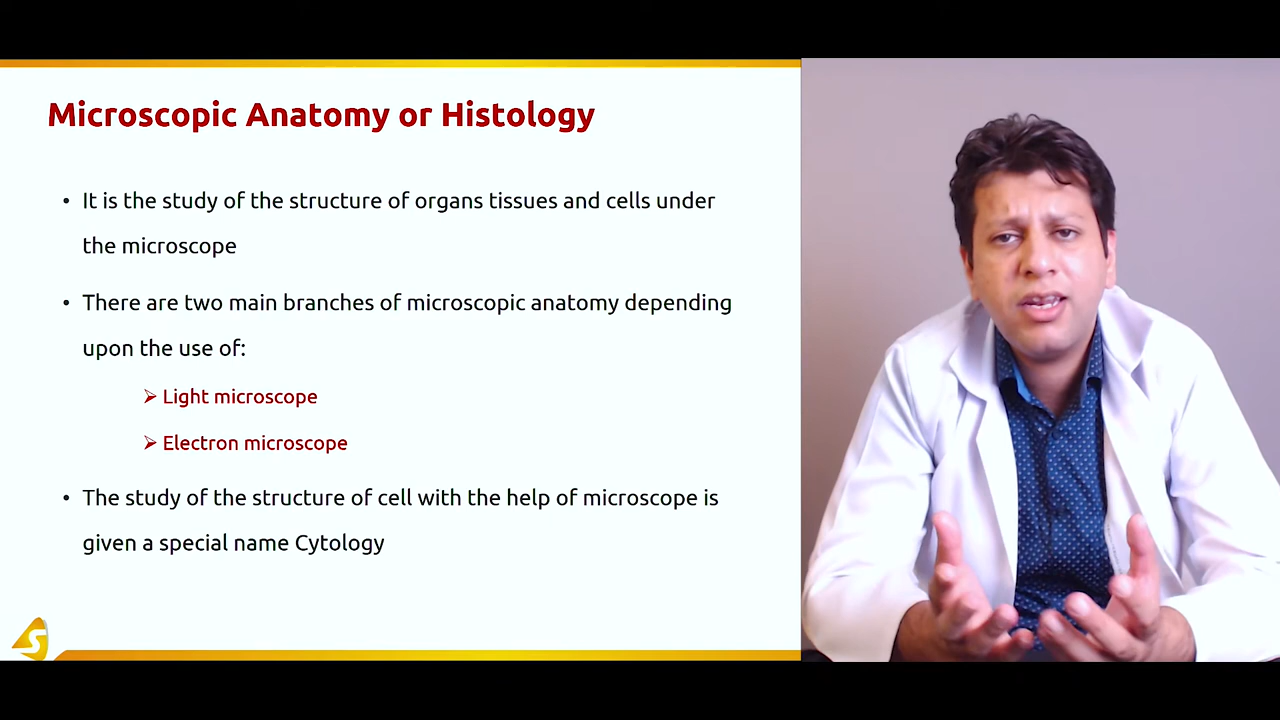 Microscopic Anatomy or Histology
• It is the study of the structure of organs tissues and cells under
the microscope
• There are two main branches of microscopic anatomy depending
upon the use of:
➢ Light microscope
➢ Electron microscope
• The study of the structure of cell with the help of microscope is
given a special name Cytology
S